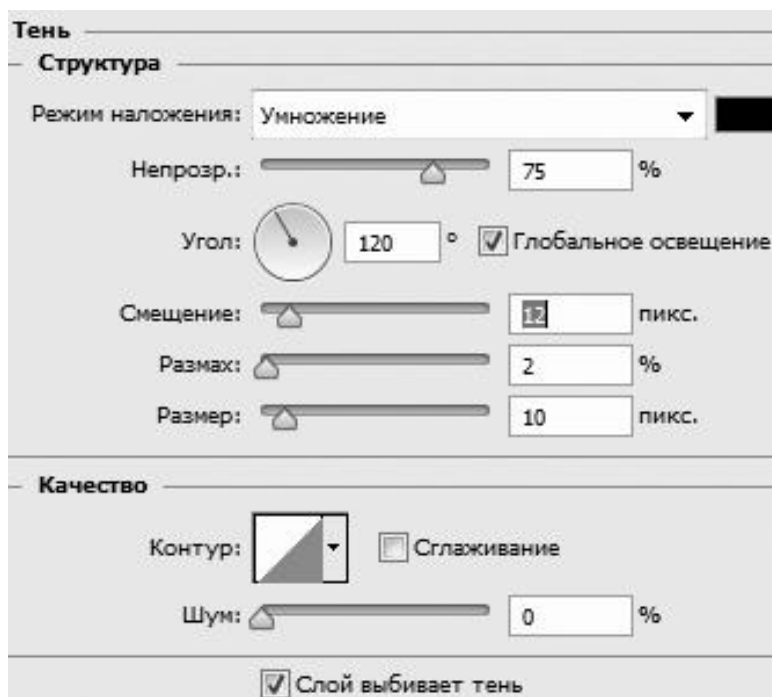 Тень
Структура
Режим наложения: Умножение
Непрозр.: 75 %
Угол: 120 ° Глобальное освещение
Смещение: 12 пикс.
Размах: 2 %
Размер: 10 пикс.
Качество
Контур: Сглаживание
Шум: 0 %
Слой выбивает тень